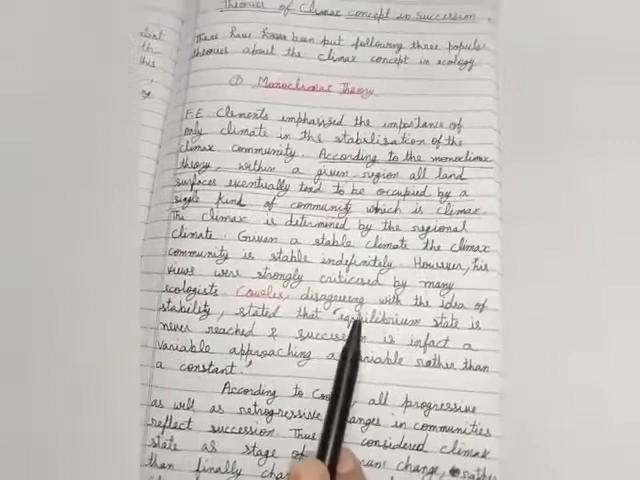 Theories of Climax concept in Succession.
There have been put following three popular
theories about the climax concept in ecology
① Monoclimax Theory
F.E. Clements emphasized the importance of
only climate in the stabilisation of the
climax community. According to the monoclimax
theory, within a given region all land
surfaces eventually tend to be occupied by a
single kind of community which is climax.
The climax is determined by the regional
climate. Given a stable climate the climax
community is stable indefinitely. However, his
views were strongly criticised by many
ecologists. Cowles, disagreeing with the idea of
stability, stated that "equilibrium state is
never reached & succession is infact a
variable approaching a variable rather than
a constant.'
According to all progressive
as well as retrogressive changes in communities
reflect succession. Thus considered climax
state as stage of change, rather
than finally